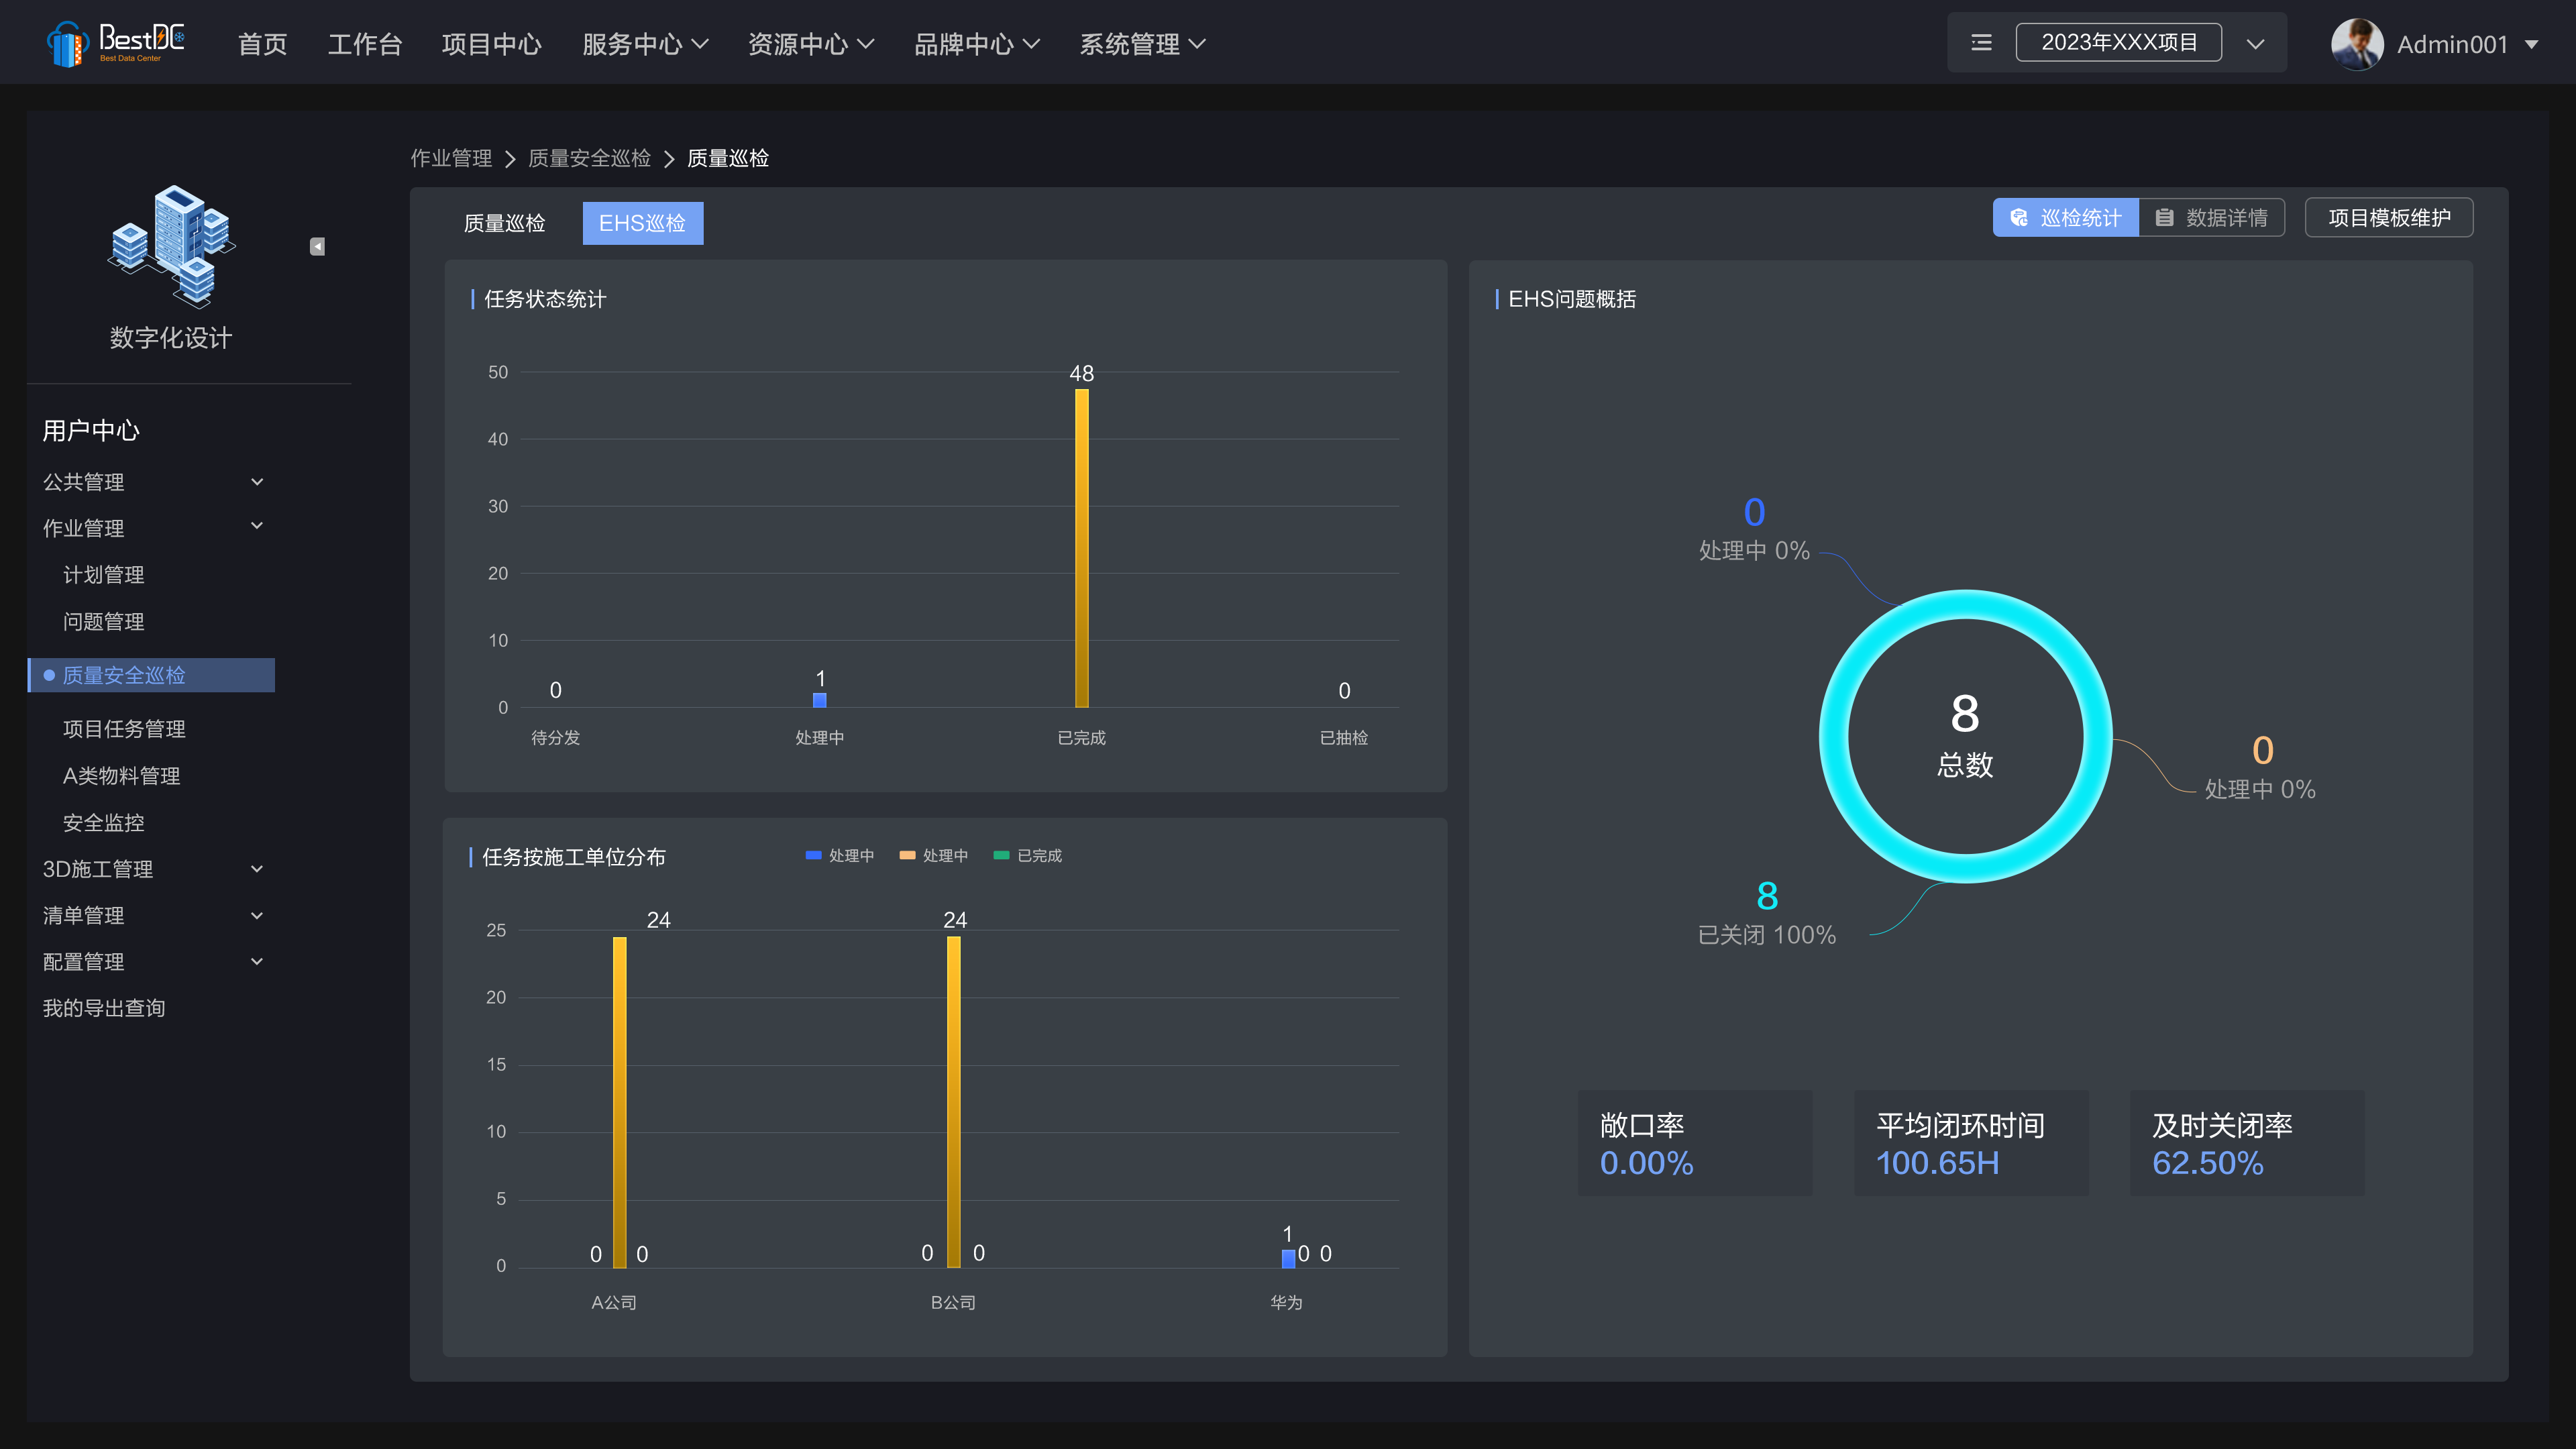 BestDC
Best Data Center
首页 工作台 项目中心 服务中心 资源中心 品牌中心 系统管理
2023年XXX项目
Admin001
数字化设计
用户中心
公共管理
作业管理
计划管理
问题管理
质量安全巡检
项目任务管理
A类物料管理
安全监控
3D施工管理
清单管理
配置管理
我的导出查询
作业管理 质量安全巡检 质量巡检
质量巡检 EHS巡检
巡检统计 数据详情 项目模板维护
任务状态统计
50
40
30
20
10
0
0
1
48
0
待分发 处理中 已完成 已抽检
任务按施工单位分布
处理中 处理中 已完成
25
20
15
10
5
0
24
0 0
24
0 0
1
0 0
A公司 B公司 华为
EHS问题概括
0
处理中 0%
8
总数
0
处理中 0%
8
已关闭 100%
敞口率
0.00%
平均闭环时间
100.65H
及时关闭率
62.50%